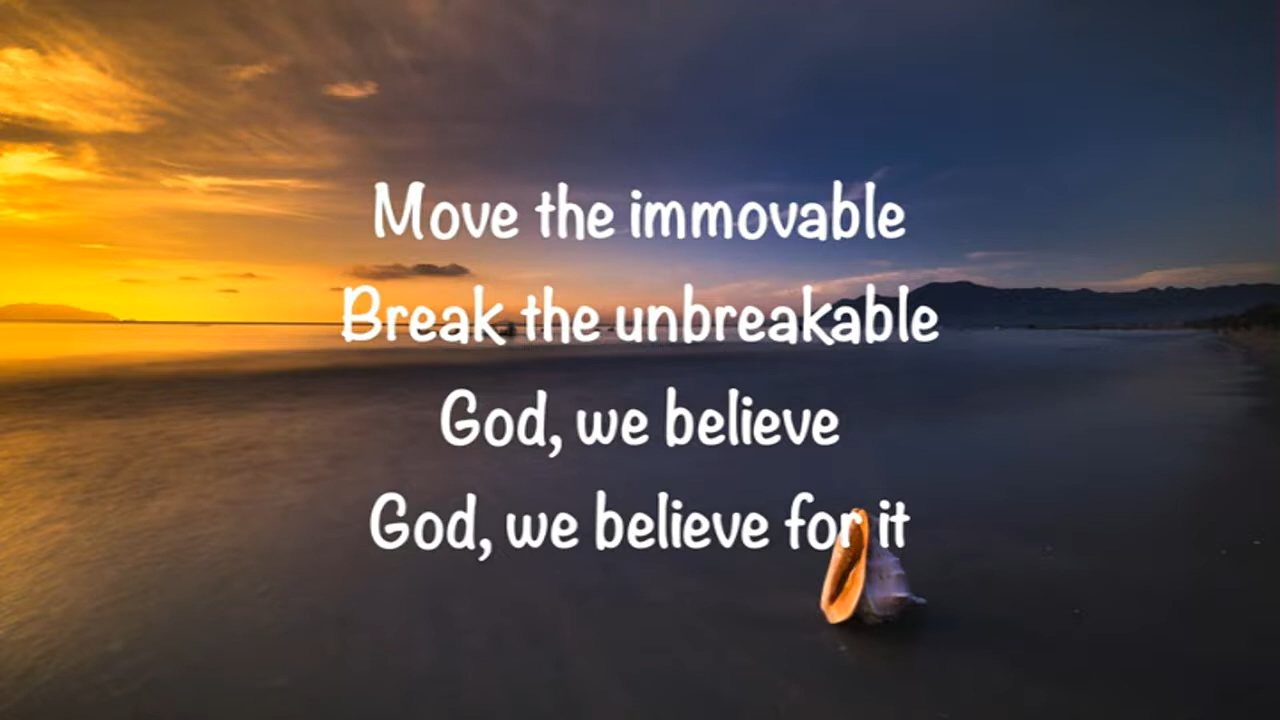 Move the immovable
Break the unbreakable
God, we believe
God, we believe for it